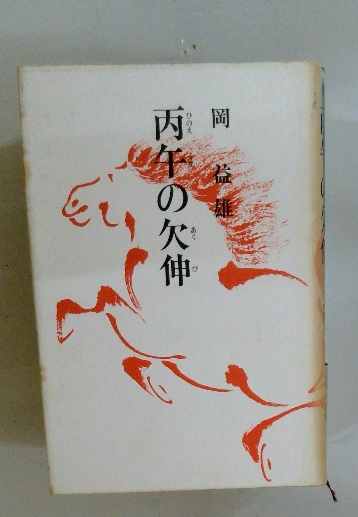 岡 益雄
丙午の欠伸
ひのえ
うま
あくび